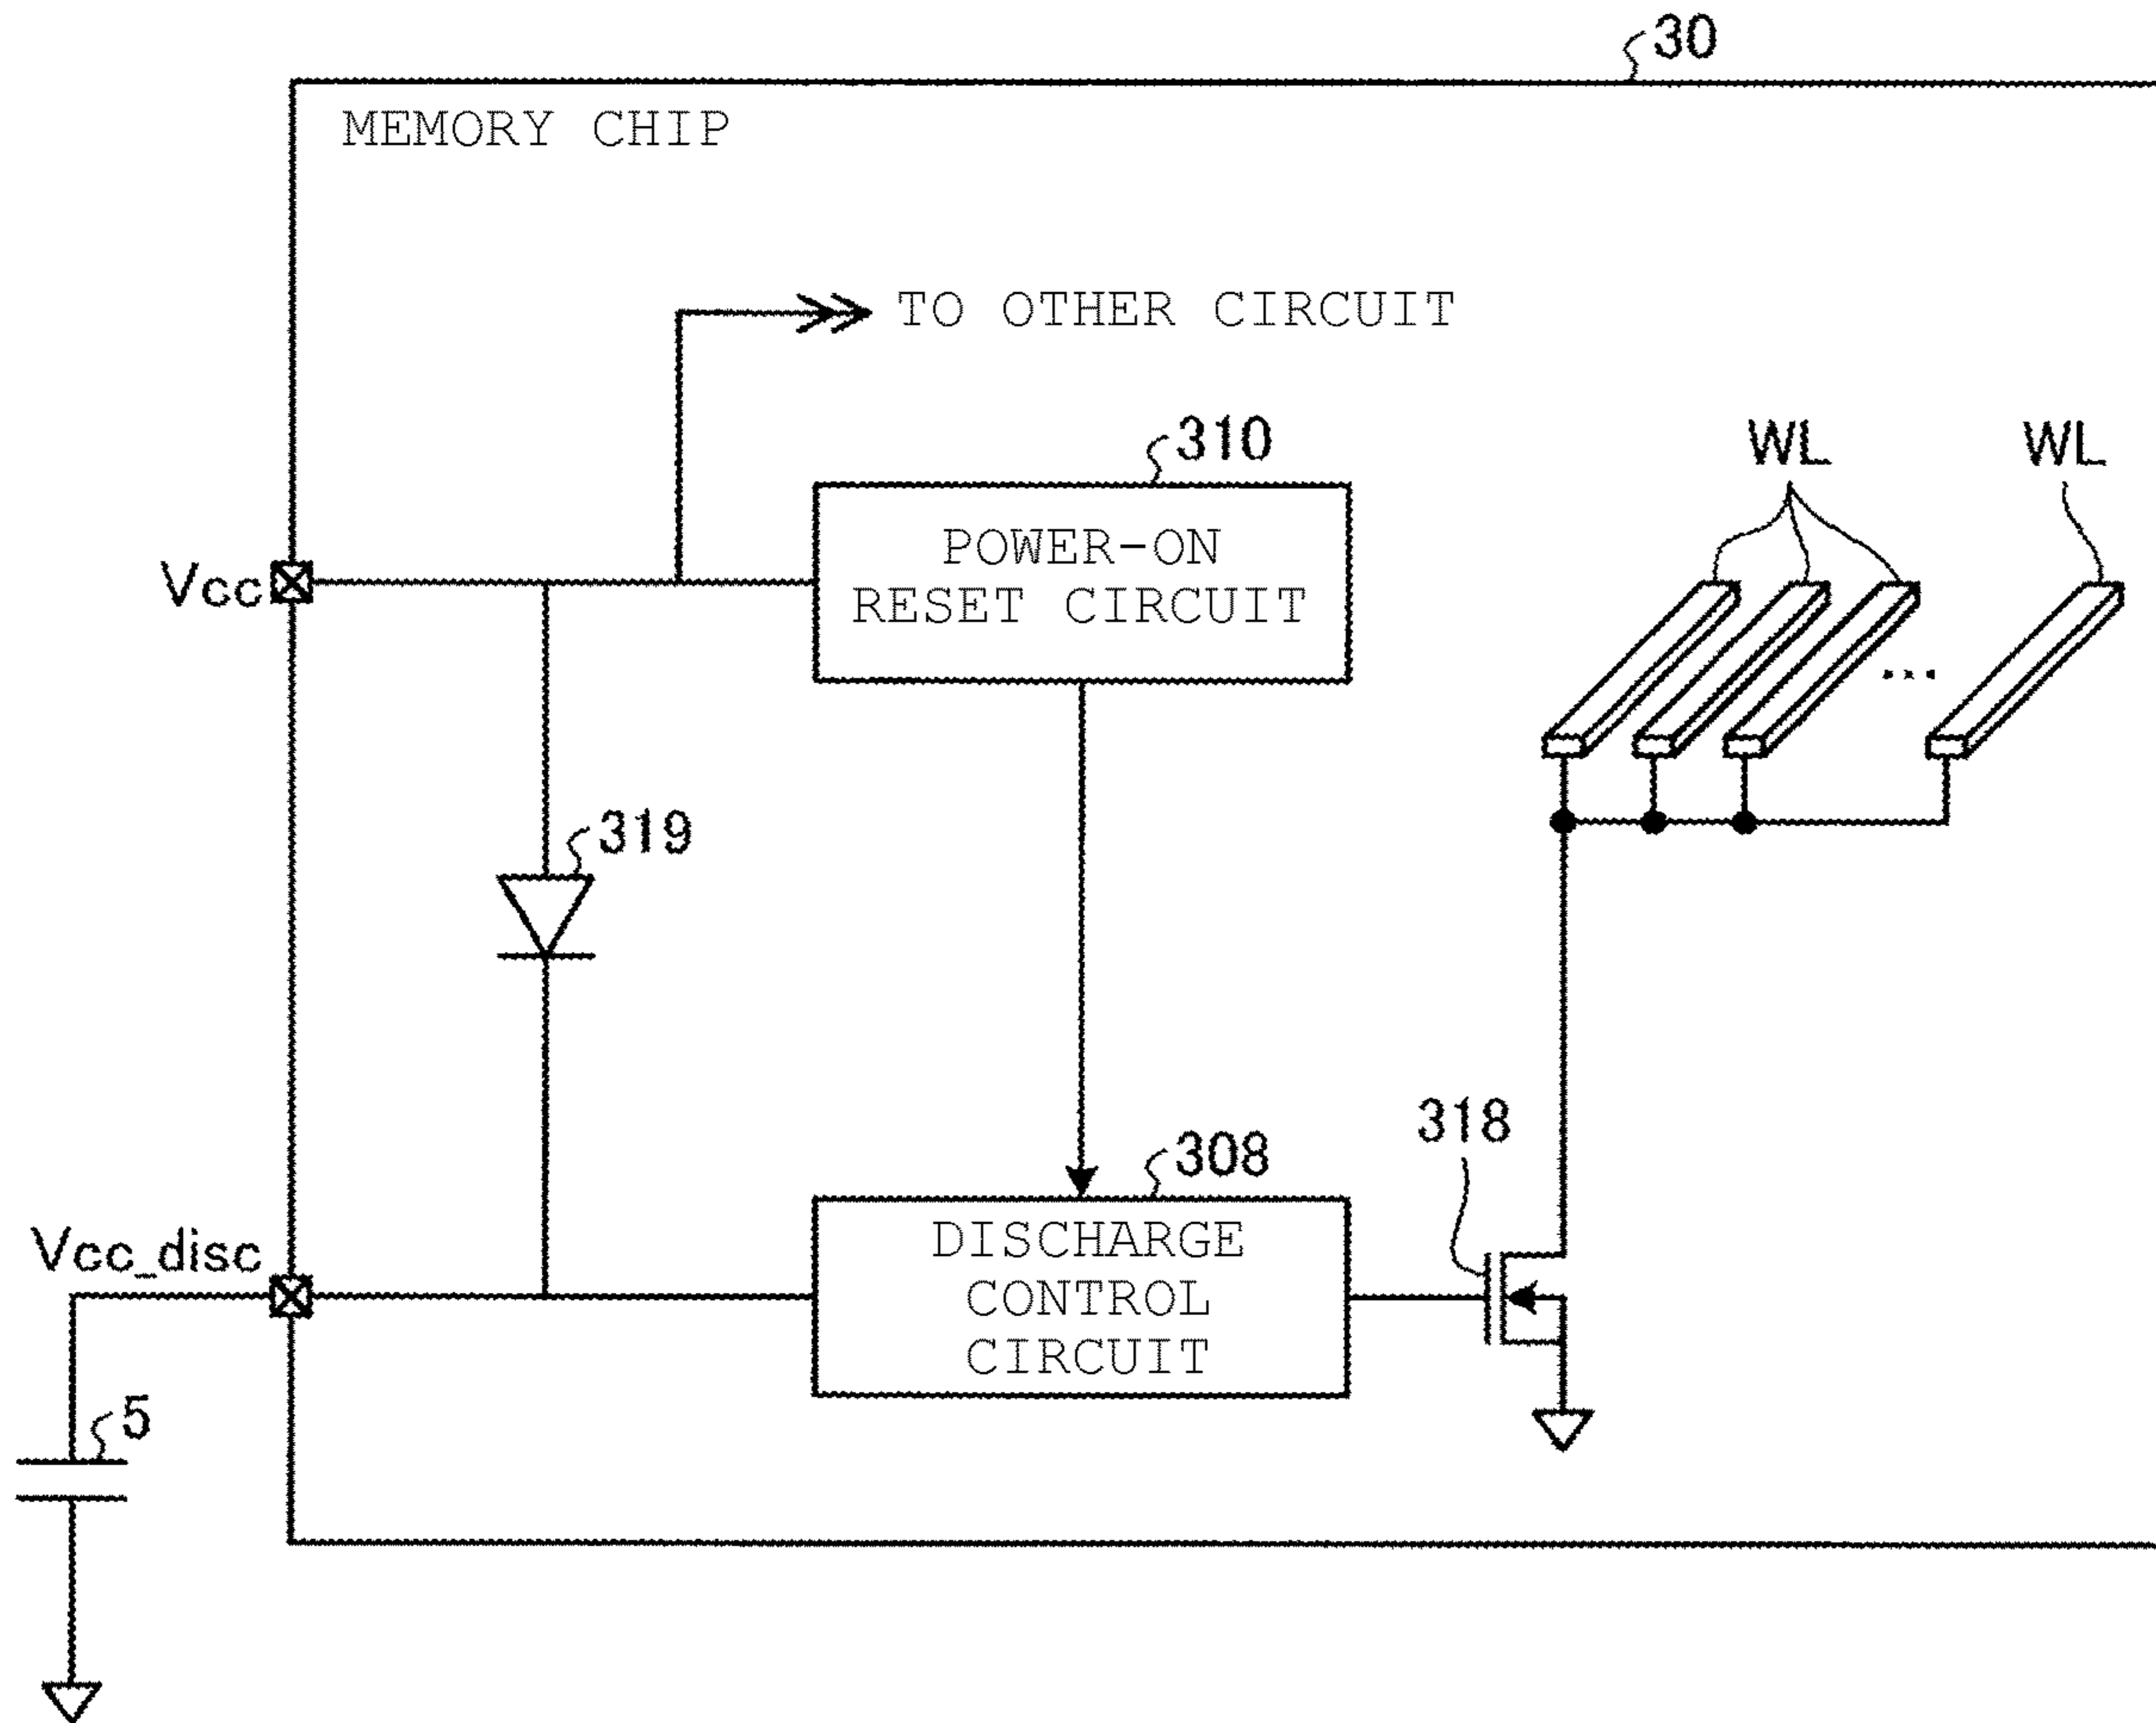 30
MEMORY CHIP
TO OTHER CIRCUIT
310
WL
WL
POWER-ON
RESET CIRCUIT
Vcc
319
318
308
Vcc_disc
DISCHARGE
CONTROL
CIRCUIT
5
...